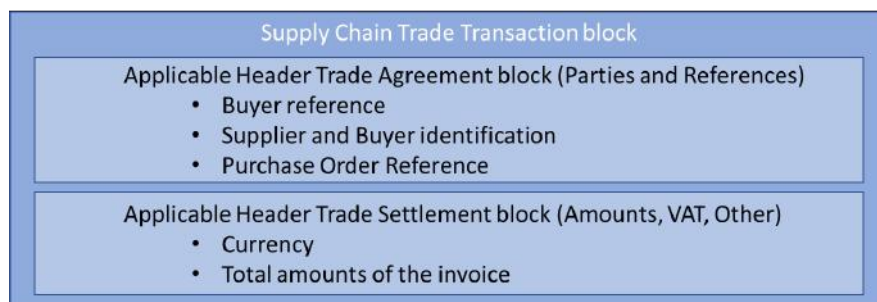 Supply Chain Trade Transaction block
Applicable Header Trade Agreement block (Parties and References)
• Buyer reference
• Supplier and Buyer identification
• Purchase Order Reference
Applicable Header Trade Settlement block (Amounts, VAT, Other)
• Currency
• Total amounts of the invoice